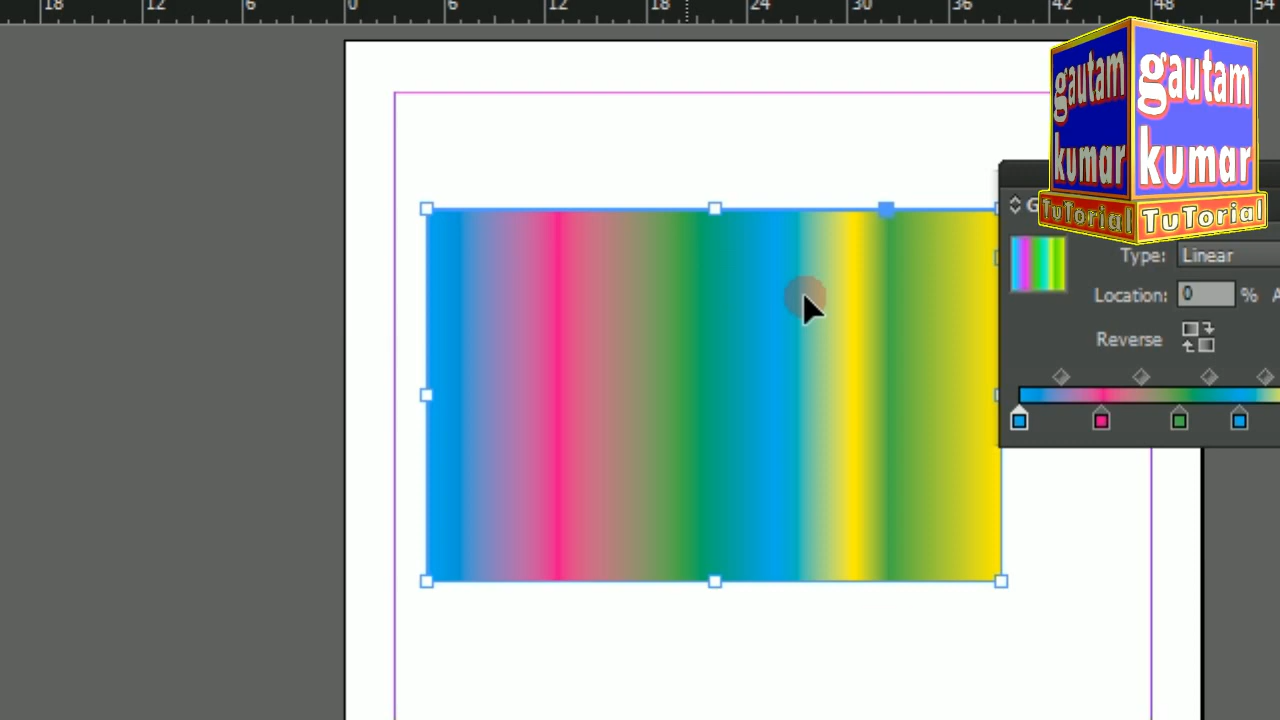 18 12 6 0 6 12 18 24 30 36 42 48 54
gautam gautam
kumar kumar
TuTorial TuTorial
G
Type: Linear
Location: 0 % A
Reverse